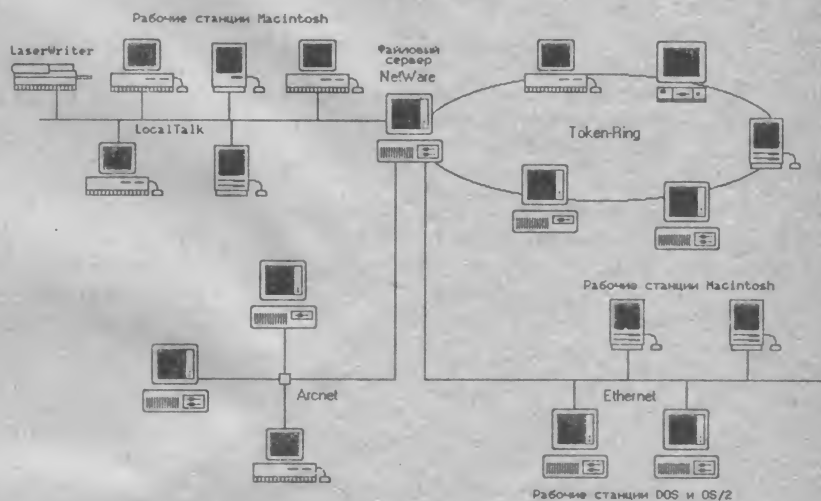 Рабочие станции Macintosh
LaserWriter
Файловый
сервер
NetWare
LocalTalk
Token-Ring
Рабочие станции Macintosh
Arcnet
Ethernet
Рабочие станции DOS и OS/2